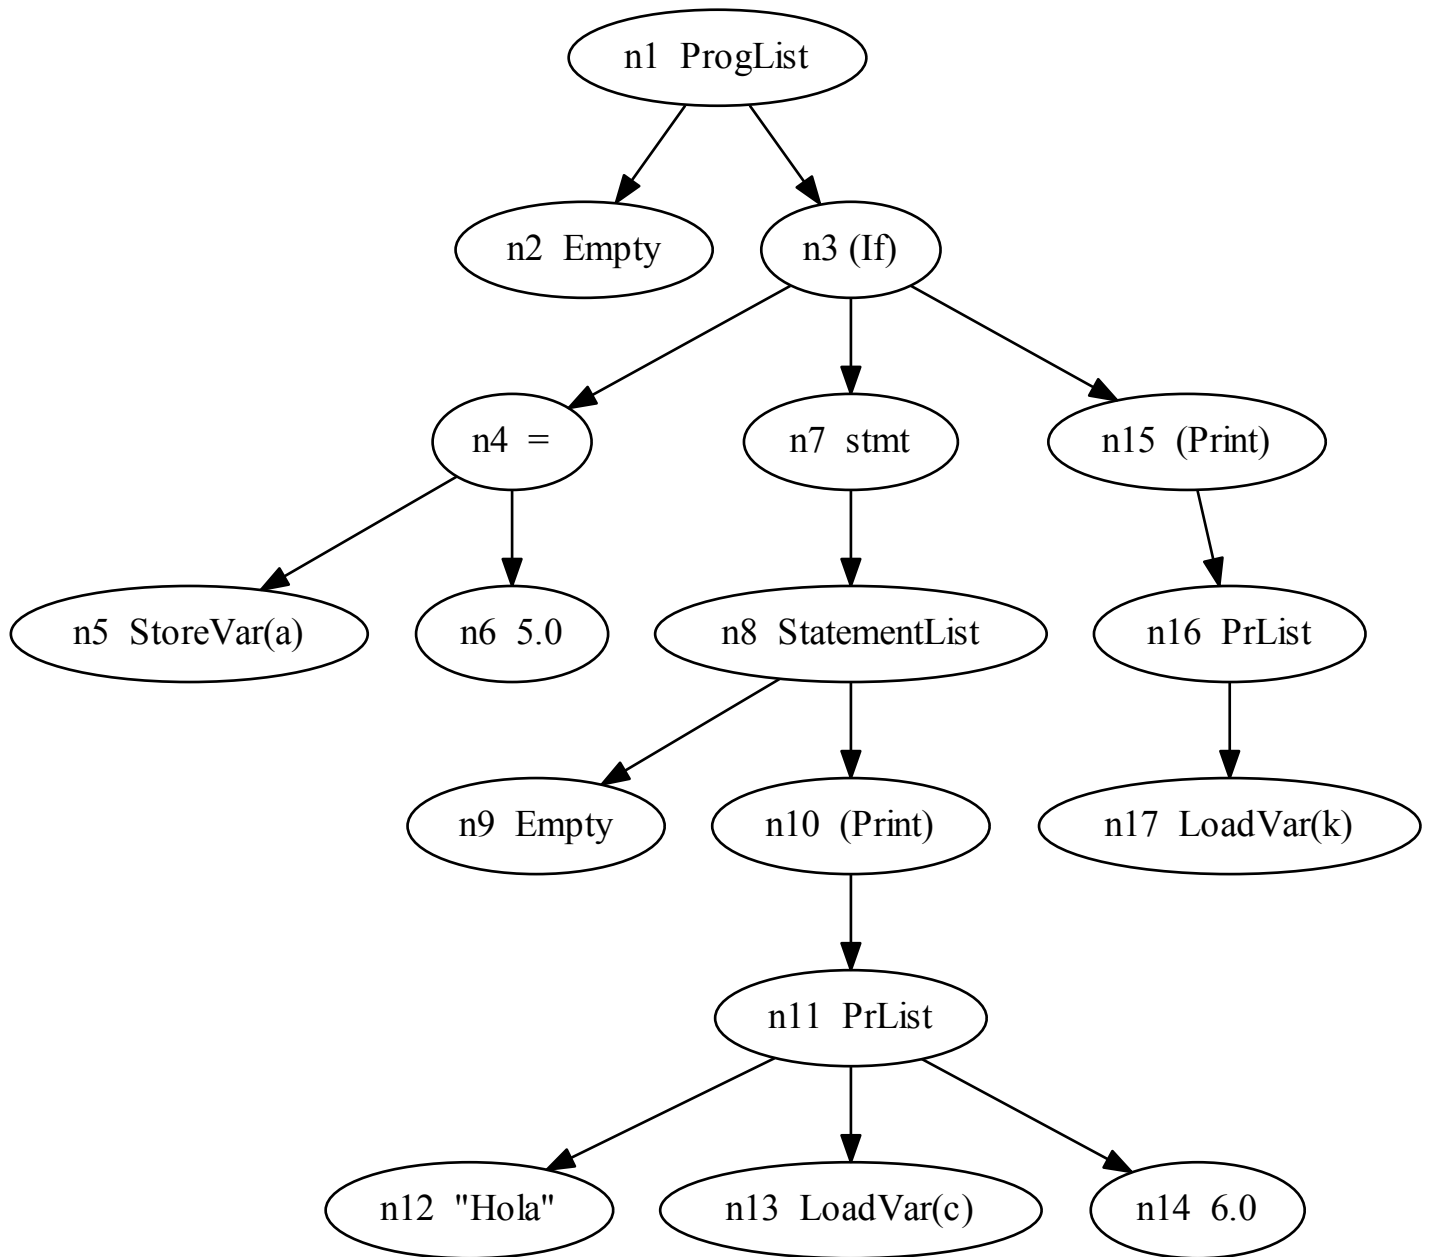 n1 ProgList
n2 Empty
n3 (If)
n4 =
n7 stmt
n15 (Print)
n5 StoreVar(a)
n6 5.0
n8 StatementList
n16 PrList
n9 Empty
n10 (Print)
n17 LoadVar(k)
n11 PrList
n12 "Hola"
n13 LoadVar(c)
n14 6.0